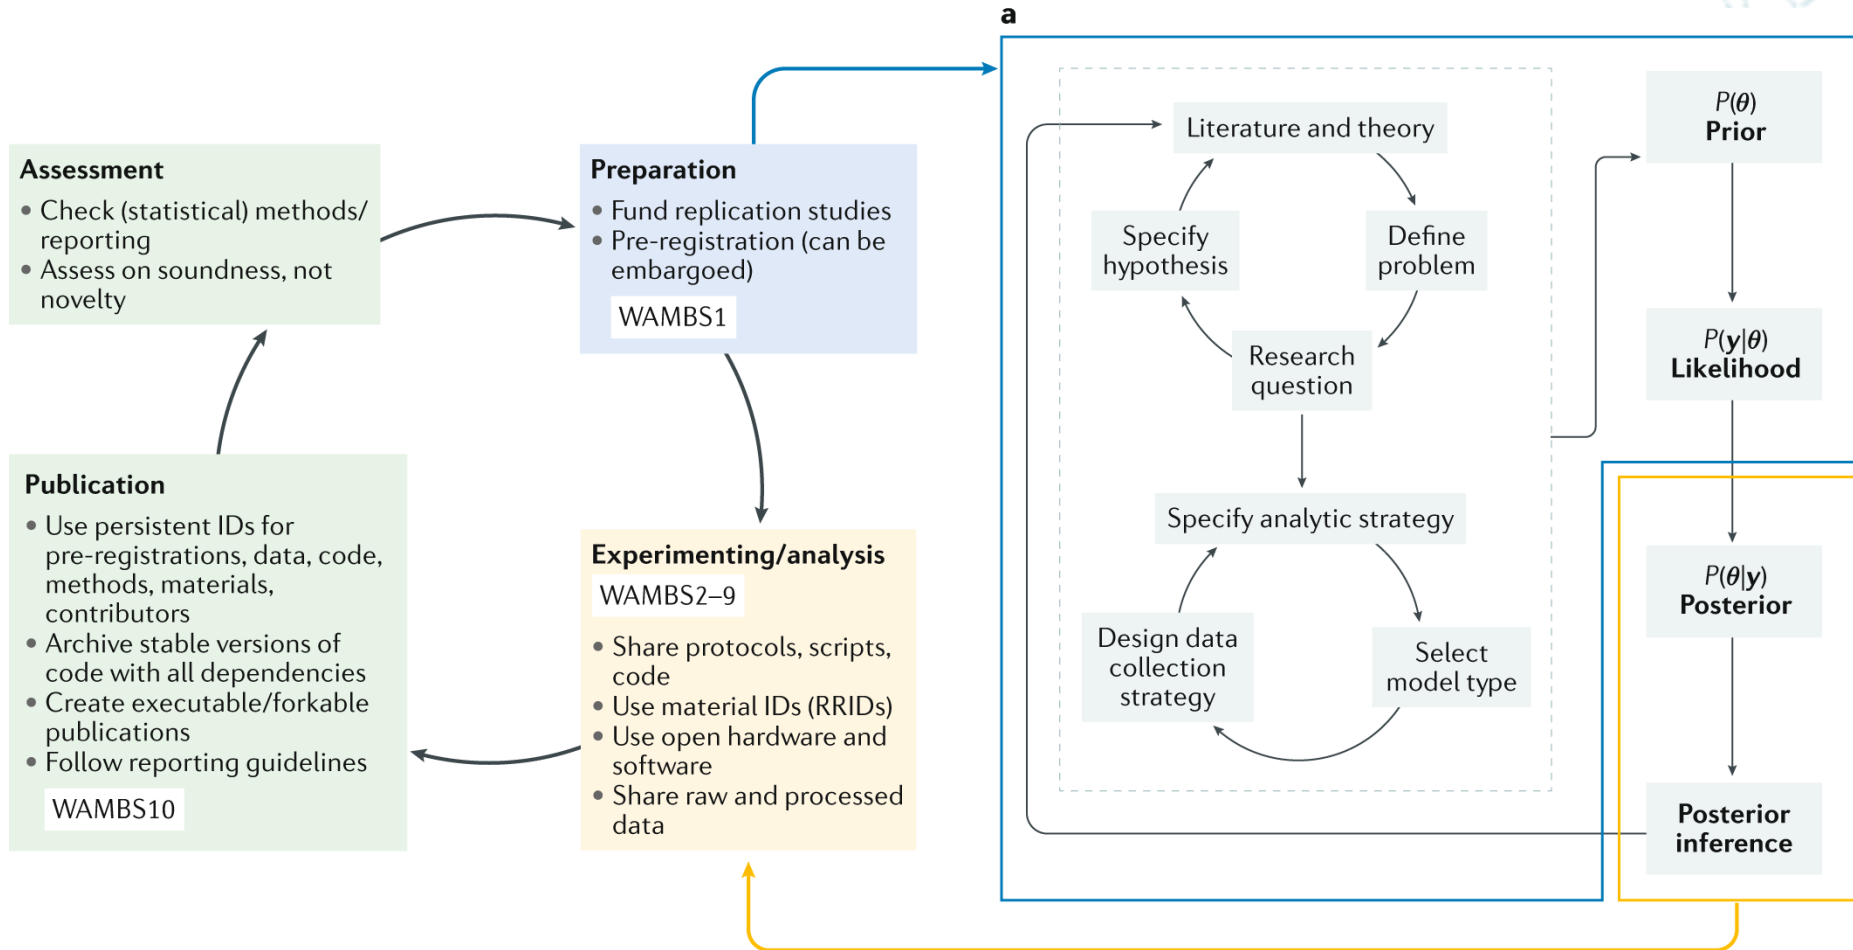 a
Assessment
• Check (statistical) methods/
reporting
• Assess on soundness, not
novelty
Preparation
• Fund replication studies
• Pre-registration (can be
embargoed)
WAMBS1
Publication
• Use persistent IDs for
pre-registrations, data, code,
methods, materials,
contributors
• Archive stable versions of
code with all dependencies
• Create executable/forkable
publications
• Follow reporting guidelines
WAMBS10
Experimenting/analysis
WAMBS2–9
• Share protocols, scripts,
code
• Use material IDs (RRIDs)
• Use open hardware and
software
• Share raw and processed
data
Literature and theory
Specify
hypothesis
Define
problem
Research
question
Specify analytic strategy
Design data
collection
strategy
Select
model type
P(θ)
Prior
P(y|θ)
Likelihood
P(θ|y)
Posterior
Posterior
inference